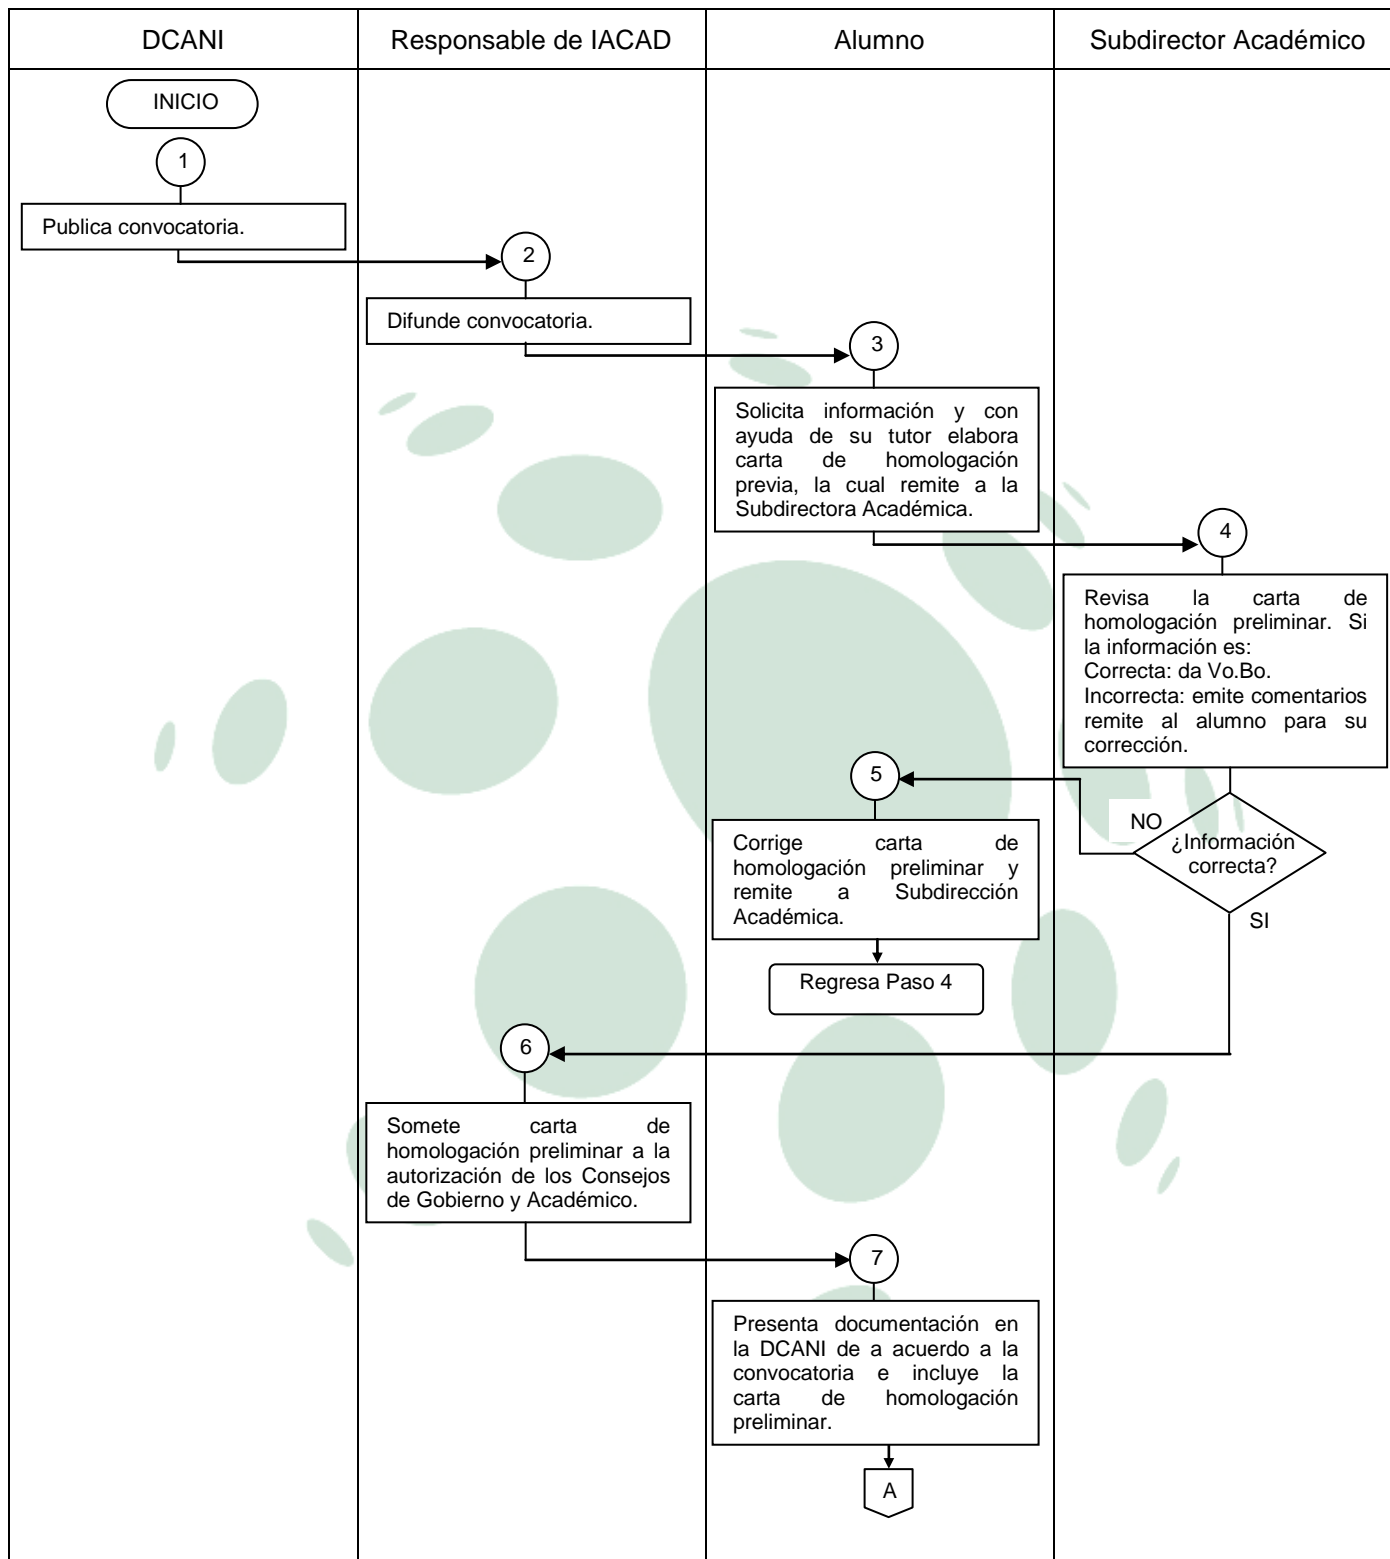 DCANI
Responsable de IACAD
Alumno
Subdirector Académico
INICIO
1
Publica convocatoria.
2
Difunde convocatoria.
3
Solicita información y con
ayuda de su tutor elabora
carta de homologación
previa, la cual remite a la
Subdirectora Académica.
4
Revisa la carta de
homologación preliminar. Si
la información es:
Correcta: da Vo.Bo.
Incorrecta: emite comentarios
remite al alumno para su
corrección.
NO
¿Información
correcta?
SI
5
Corrige carta de
homologación preliminar y
remite a Subdirección
Académica.
Regresa Paso 4
6
Somete carta de
homologación preliminar a la
autorización de los Consejos
de Gobierno y Académico.
7
Presenta documentación en
la DCANI de a acuerdo a la
convocatoria e incluye la
carta de homologación
preliminar.
A